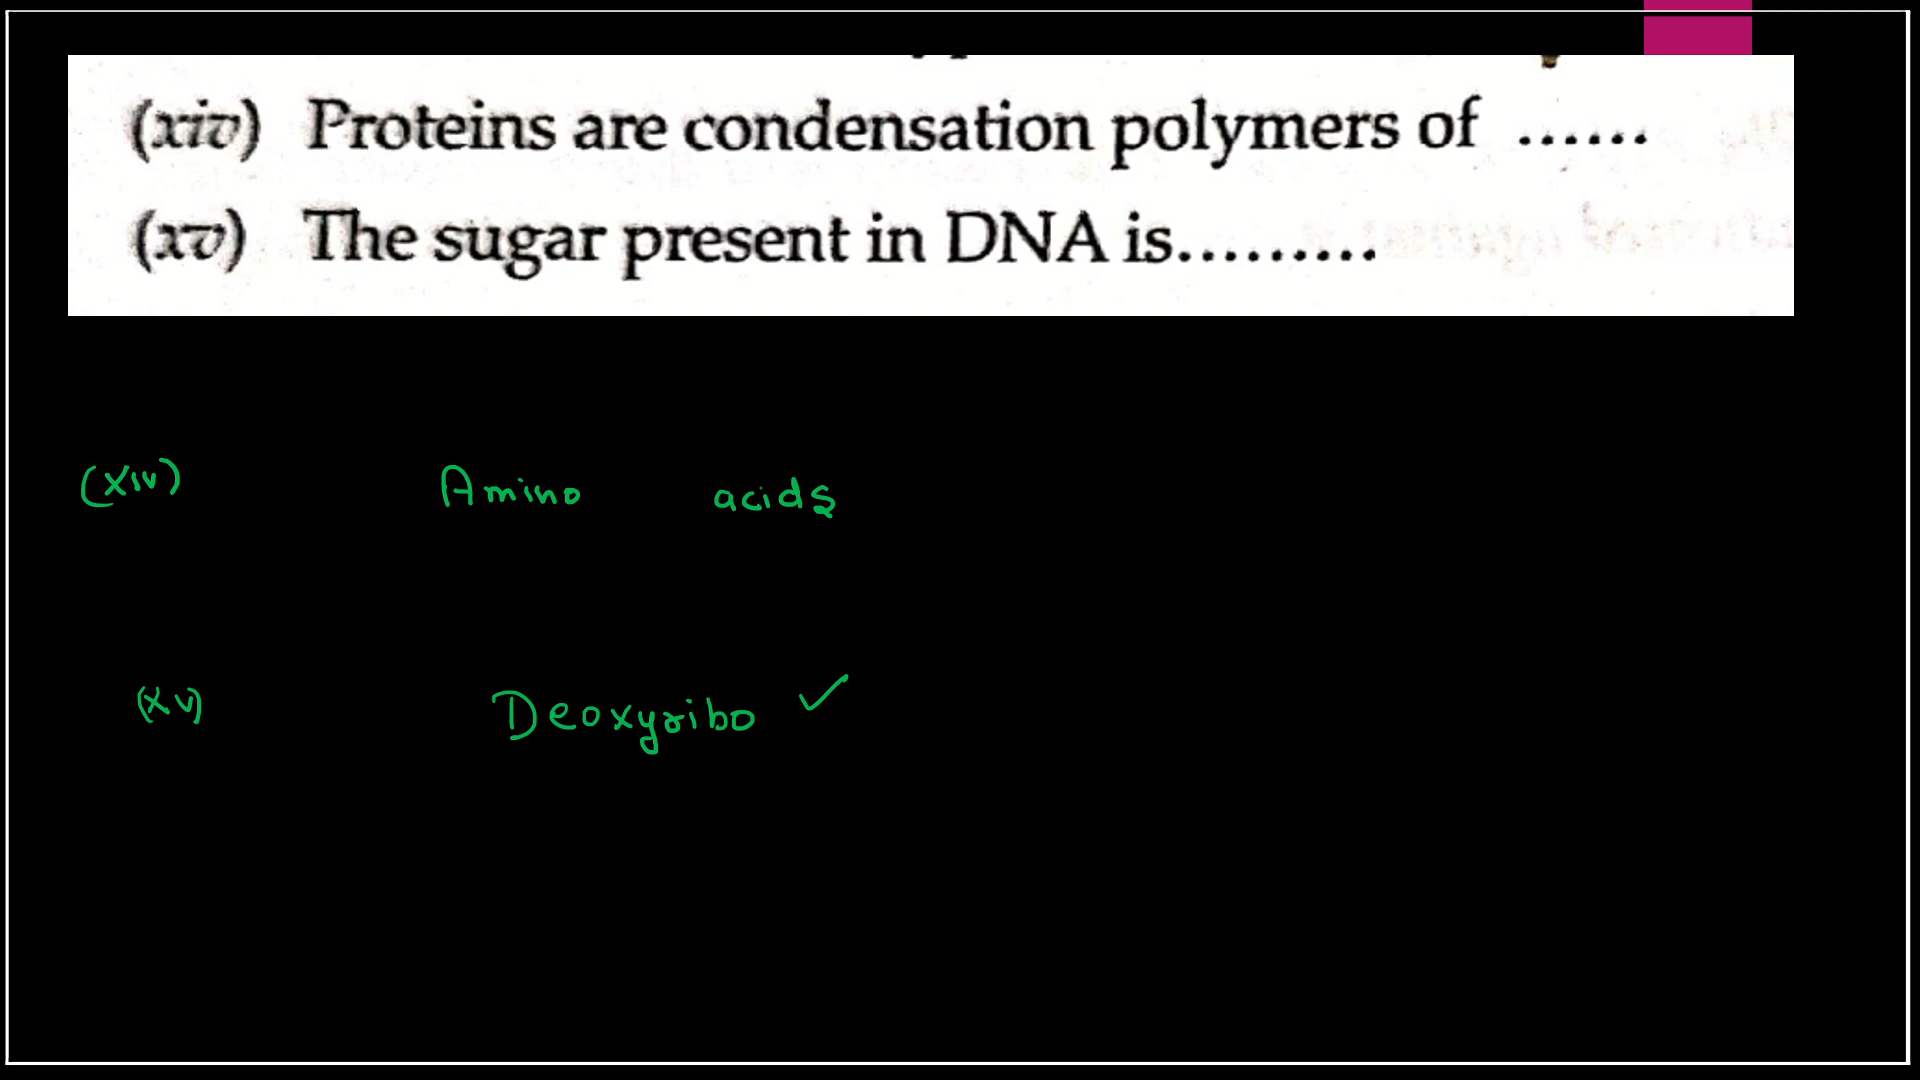 (xiv) Proteins are condensation polymers of ......
(xv) The sugar present in DNA is.........
(xiv) Amino acids
(xv) Deoxyribo ✓